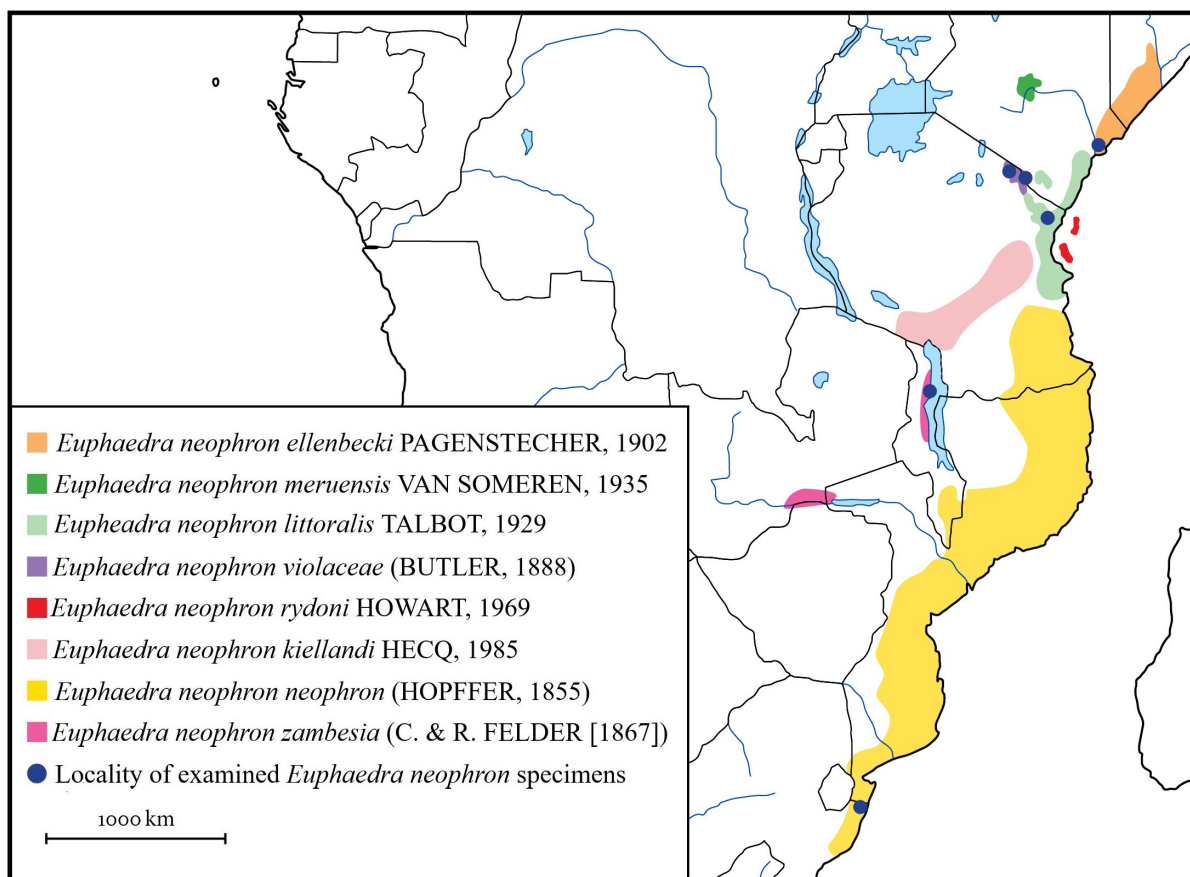 Euphaedra neophron ellenbecki PAGENSTECHER, 1902
Euphaedra neophron meruensis VAN SOMEREN, 1935
Eupheadra neophron littoralis TALBOT, 1929
Euphaedra neophron violaceae (BUTLER, 1888)
Euphaedra neophron rydoni HOWART, 1969
Euphaedra neophron kiellandi HECQ, 1985
Euphaedra neophron neophron (HOPFFER, 1855)
Euphaedra neophron zambesia (C. & R. FELDER [1867])
Locality of examined Euphaedra neophron specimens
1000 km